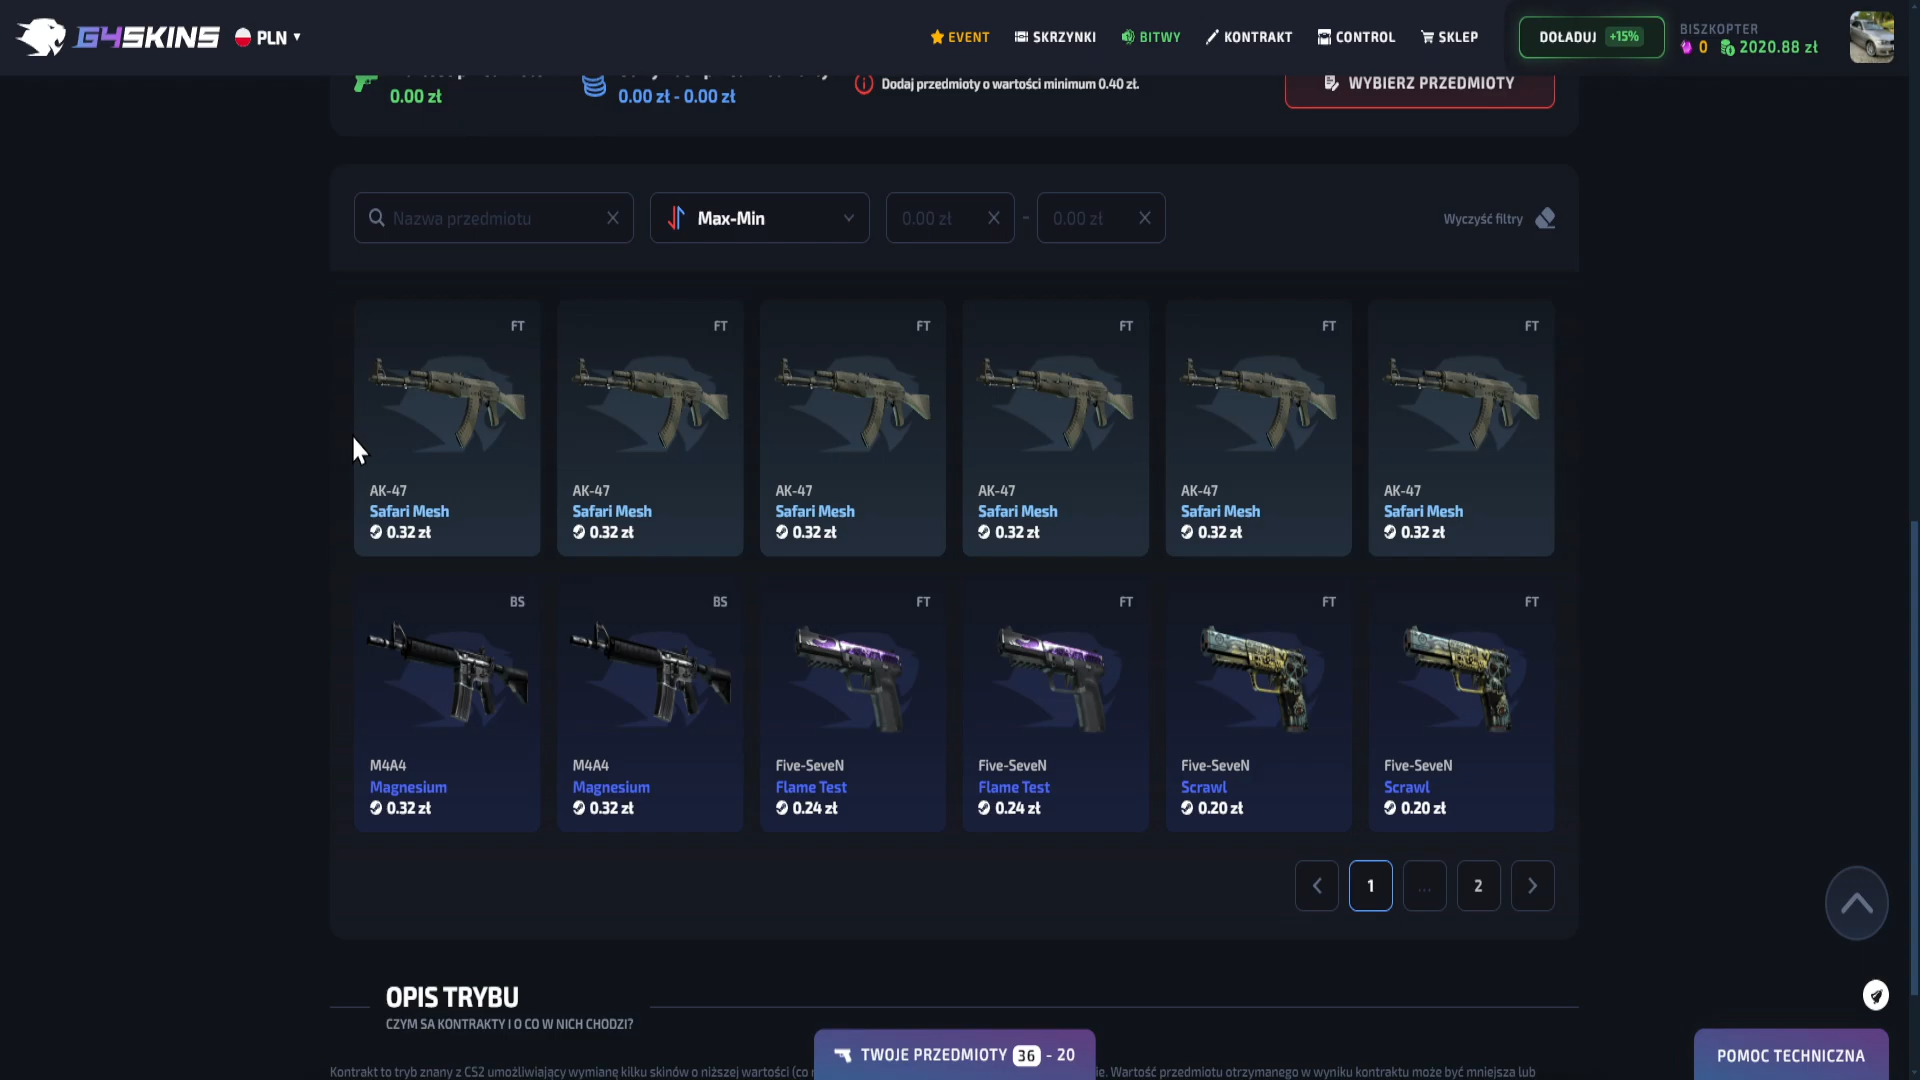 G4SKINS
PLN
EVENT
SKRZYNKI
BITWY
KONTRAKT
CONTROL
SKLEP
DOŁADUJ +15%
BISZKOPTER
0 2020.88 zł
0.00 zł
0.00 zł - 0.00 zł
Dodaj przedmioty o wartości minimum 0.40 zł.
WYBIERZ PRZEDMIOTY
Nazwa przedmiotu
Max-Min
0.00 zł - 0.00 zł
Wyczyść filtry
FT
AK-47
Safari Mesh
0.32 zł
FT
AK-47
Safari Mesh
0.32 zł
FT
AK-47
Safari Mesh
0.32 zł
FT
AK-47
Safari Mesh
0.32 zł
FT
AK-47
Safari Mesh
0.32 zł
FT
AK-47
Safari Mesh
0.32 zł
BS
M4A4
Magnesium
0.32 zł
BS
M4A4
Magnesium
0.32 zł
FT
Five-SeveN
Flame Test
0.24 zł
FT
Five-SeveN
Flame Test
0.24 zł
FT
Five-SeveN
Scrawl
0.20 zł
FT
Five-SeveN
Scrawl
0.20 zł
1 ... 2
OPIS TRYBU
CZYM SA KONTRAKTY I O CO W NICH CHODZI?
TWOJE PRZEDMIOTY 36 - 20
POMOC TECHNICZNA
Kontrakt to tryb znany z CS2 umożliwiający wymianę kilku skinów o niższej wartości (co ie. Wartość przedmiotu otrzymanego w wyniku kontraktu może być mniejsza lub